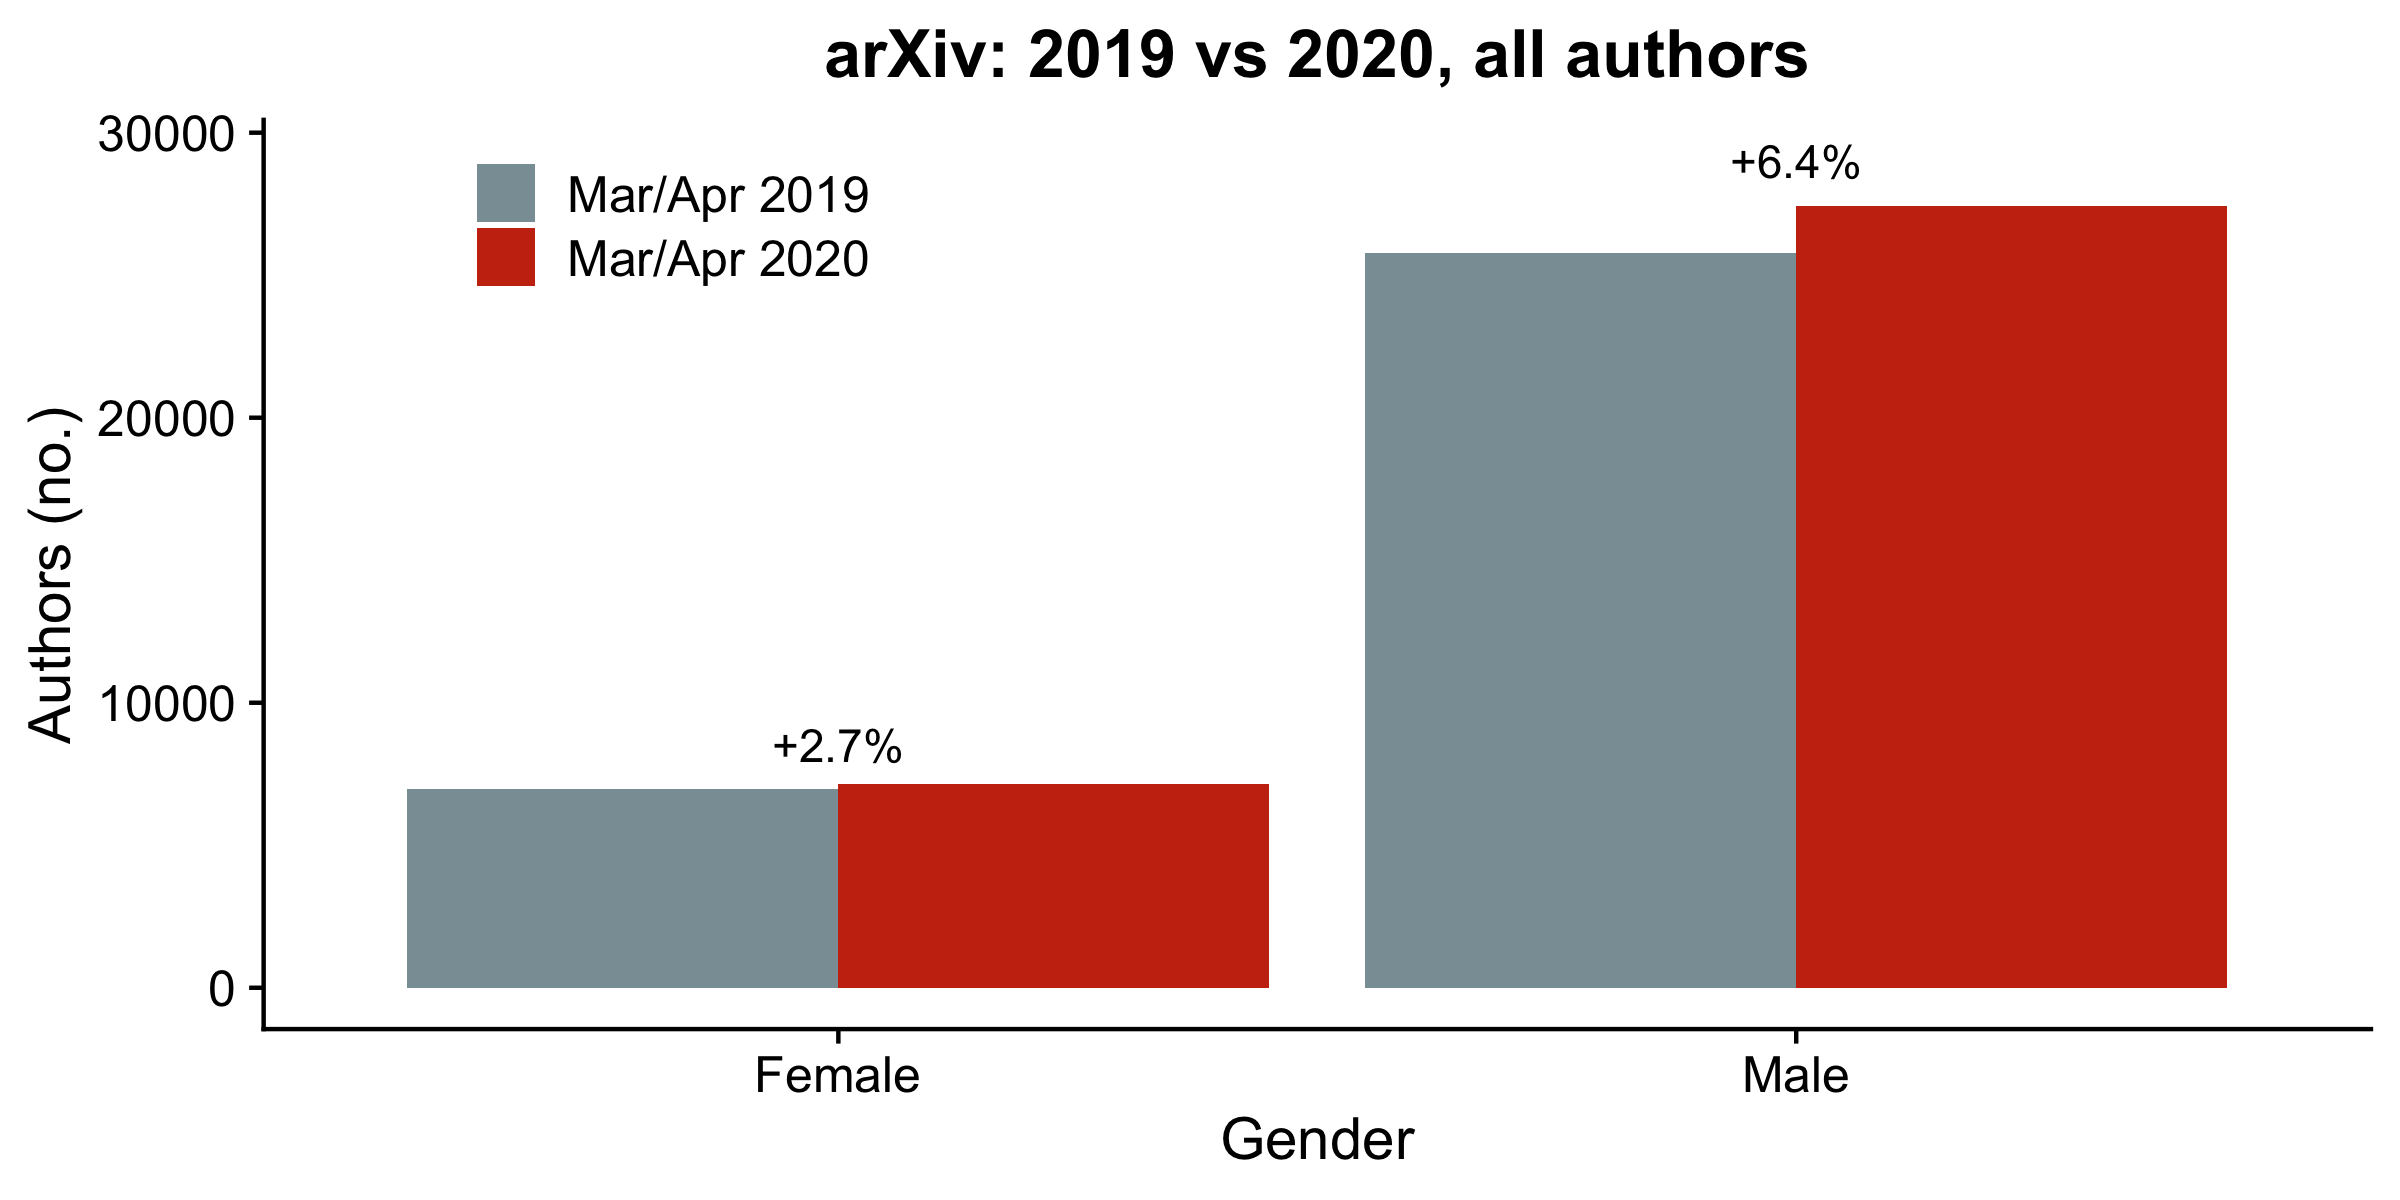 arXiv: 2019 vs 2020, all authors
30000
20000
10000
0
Authors (no.)
Mar/Apr 2019
Mar/Apr 2020
+2.7%
+6.4%
Female
Male
Gender